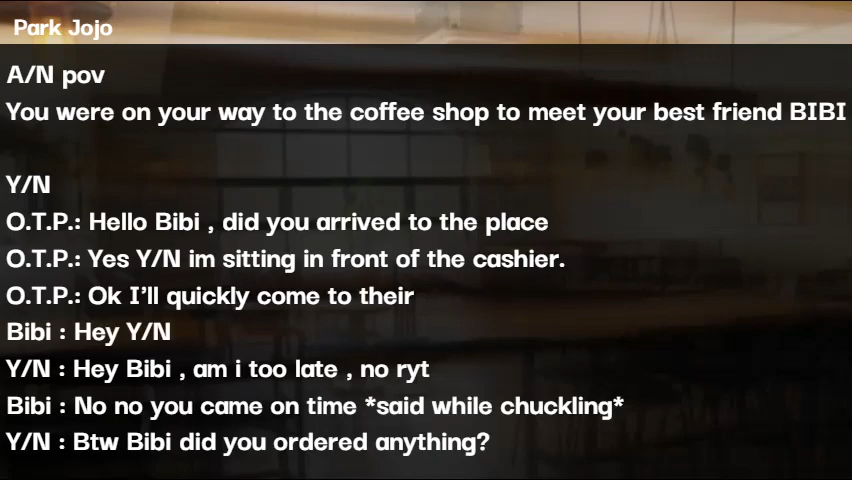 Park Jojo
A/N pov
You were on your way to the coffee shop to meet your best friend BIBI
Y/N
O.T.P.: Hello Bibi , did you arrived to the place
O.T.P.: Yes Y/N im sitting in front of the cashier.
O.T.P.: Ok I'll quickly come to their
Bibi : Hey Y/N
Y/N : Hey Bibi , am i too late , no ryt
Bibi : No no you came on time *said while chuckling*
Y/N : Btw Bibi did you ordered anything?